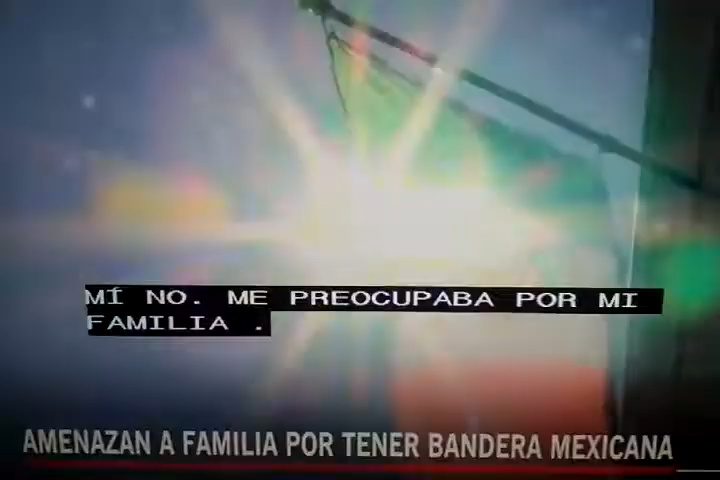 MÍ NO. ME PREOCUPABA POR MI
FAMILIA .
AMENAZAN A FAMILIA POR TENER BANDERA MEXICANA